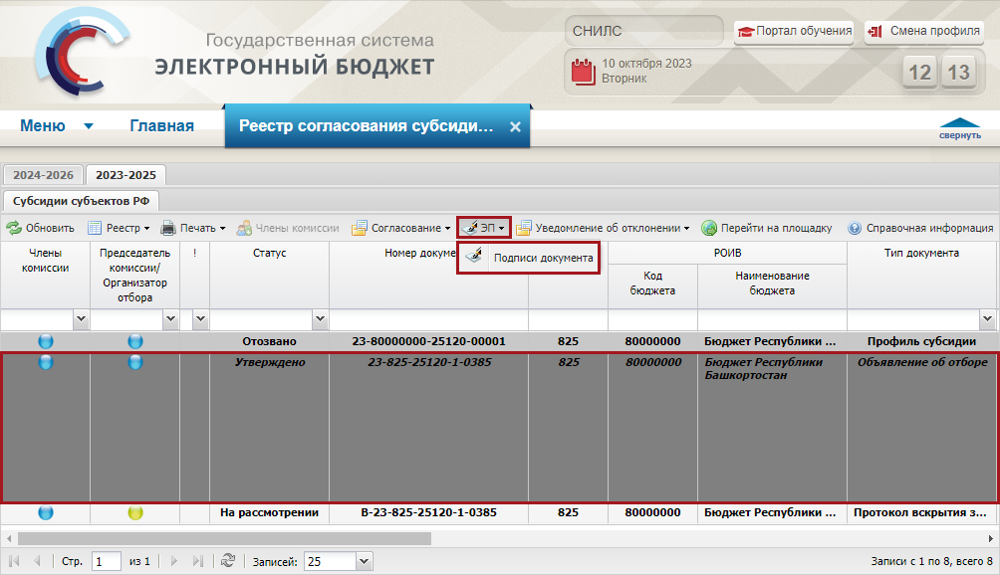 Государственная система
ЭЛЕКТРОННЫЙ БЮДЖЕТ
СНИЛС
Портал обучения
Смена профиля
10 октября 2023
Вторник
12 13
Меню
Главная
Реестр согласования субсиди...
свернуть
2024-2026
2023-2025
Субсидии субъектов РФ
Обновить
Реестр
Печать
Члены комиссии
Согласование
ЭП
Уведомление об отклонении
Перейти на площадку
Справочная информация
Подписи документа
Члены
комиссии
Председатель
комиссии/
Организатор
отбора
!
Статус
Номер докуме
РОИВ
Код
бюджета
Наименование
бюджета
Тип документа
Отозвано 23-80000000-25120-00001 825 80000000 Бюджет Республики ... Профиль субсидии
Утверждено 23-825-25120-1-0385 825 80000000 Бюджет Республики Объявление об отборе
Башкортостан
На рассмотрении В-23-825-25120-1-0385 825 80000000 Бюджет Республики ... Протокол вскрытия з...
Стр. 1 из 1 Записей: 25 Записи с 1 по 8, всего 8